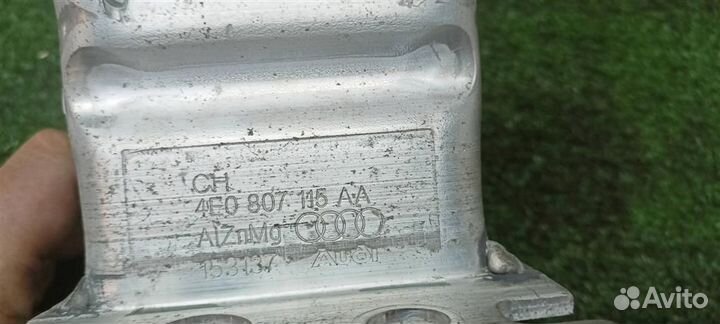 CH
4E0 807 115 AA
AlZnMg
153137
Audi
Avito